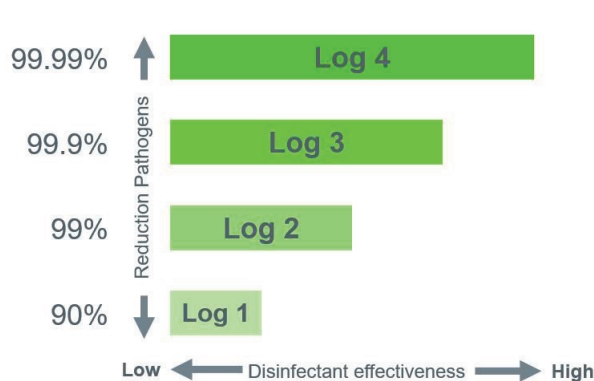 99.99%
Log 4
99.9%
Log 3
99%
Log 2
90%
Log 1
Reduction Pathogens
Low
Disinfectant effectiveness
High